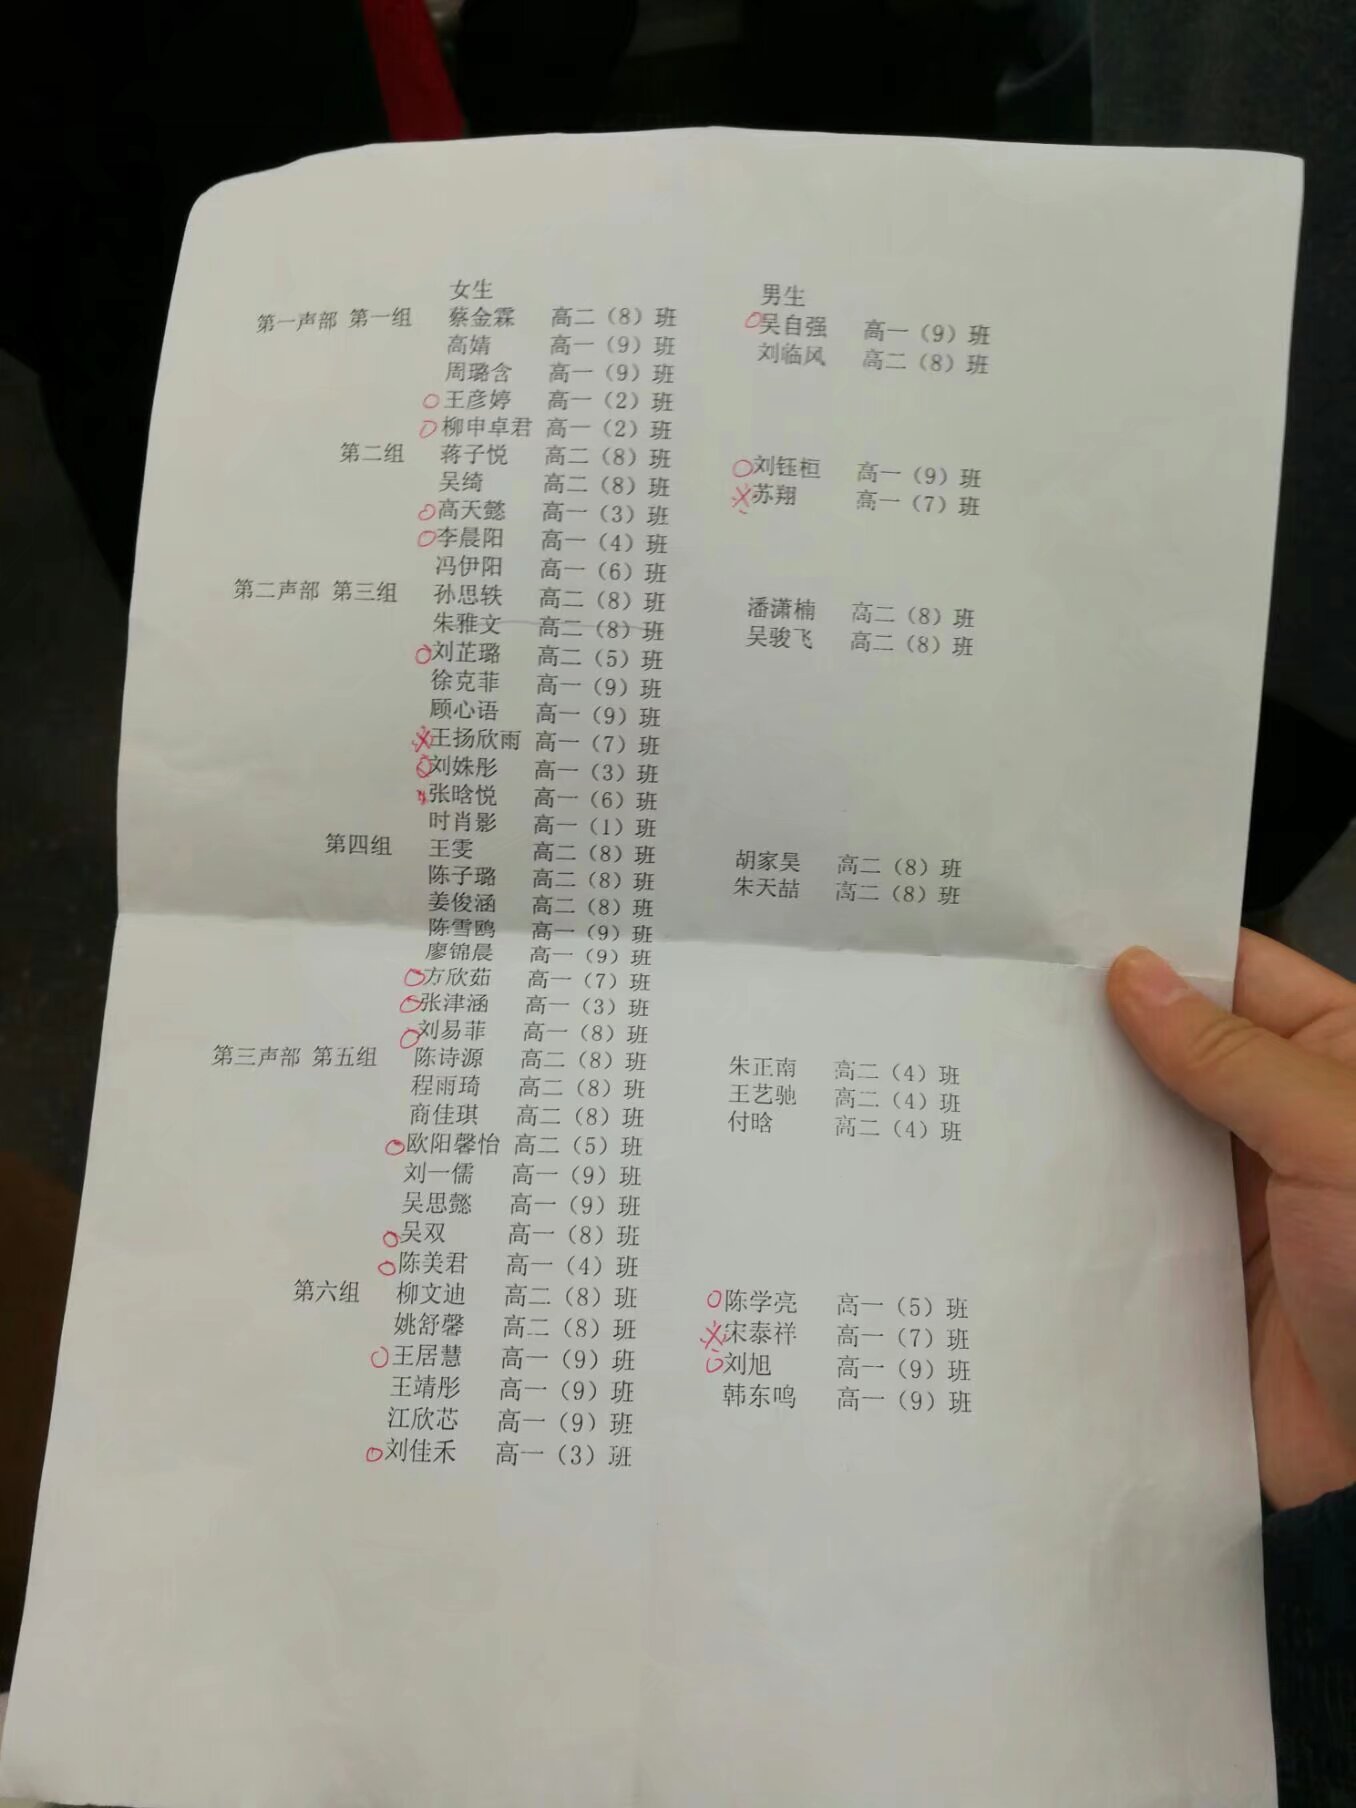 女生 男生
第一声部 第一组 蔡金霖 高二（8）班 吴自强 高一（9）班
高婧 高一（9）班 刘临风 高二（8）班
周璐含 高一（9）班
王彦婷 高一（2）班
柳申卓君 高一（2）班
第二组 蒋子悦 高二（8）班 刘钰桓 高一（9）班
吴绮 高二（8）班 苏翔 高一（7）班
高天懿 高一（3）班
李晨阳 高一（4）班
冯伊阳 高一（6）班
第二声部 第三组 孙思轶 高二（8）班 潘潇楠 高二（8）班
朱雅文 高二（8）班 吴骏飞 高二（8）班
刘芷璐 高二（5）班
徐克菲 高一（9）班
顾心语 高一（9）班
王扬欣雨 高一（7）班
刘姝彤 高一（3）班
张晗悦 高一（6）班
时肖影 高一（1）班
第四组 王雯 高二（8）班 胡家昊 高二（8）班
陈子璐 高二（8）班 朱天喆 高二（8）班
姜俊涵 高二（8）班
陈雪鸥 高一（9）班
廖锦晨 高一（9）班
方欣茹 高一（7）班
张津涵 高一（3）班
刘易菲 高一（8）班
第三声部 第五组 陈诗源 高二（8）班 朱正南 高二（4）班
程雨琦 高二（8）班 王艺驰 高二（4）班
商佳琪 高二（8）班 付晗 高二（4）班
欧阳馨怡 高二（5）班
刘一儒 高一（9）班
吴思懿 高一（9）班
吴双 高一（8）班
陈美君 高一（4）班
第六组 柳文迪 高二（8）班 陈学亮 高一（5）班
姚舒馨 高二（8）班 宋泰祥 高一（7）班
王居慧 高一（9）班 刘旭 高一（9）班
王靖彤 高一（9）班 韩东鸣 高一（9）班
江欣芯 高一（9）班
刘佳禾 高一（3）班